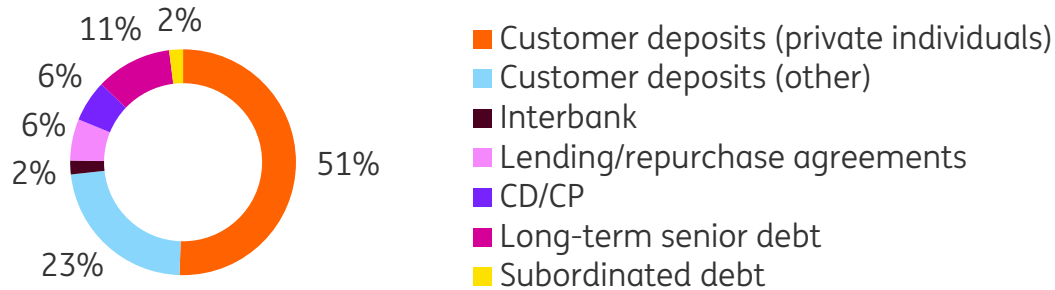 11% 2%
6%
6%
2%
51%
23%
Customer deposits (private individuals)
Customer deposits (other)
Interbank
Lending/repurchase agreements
CD/CP
Long-term senior debt
Subordinated debt